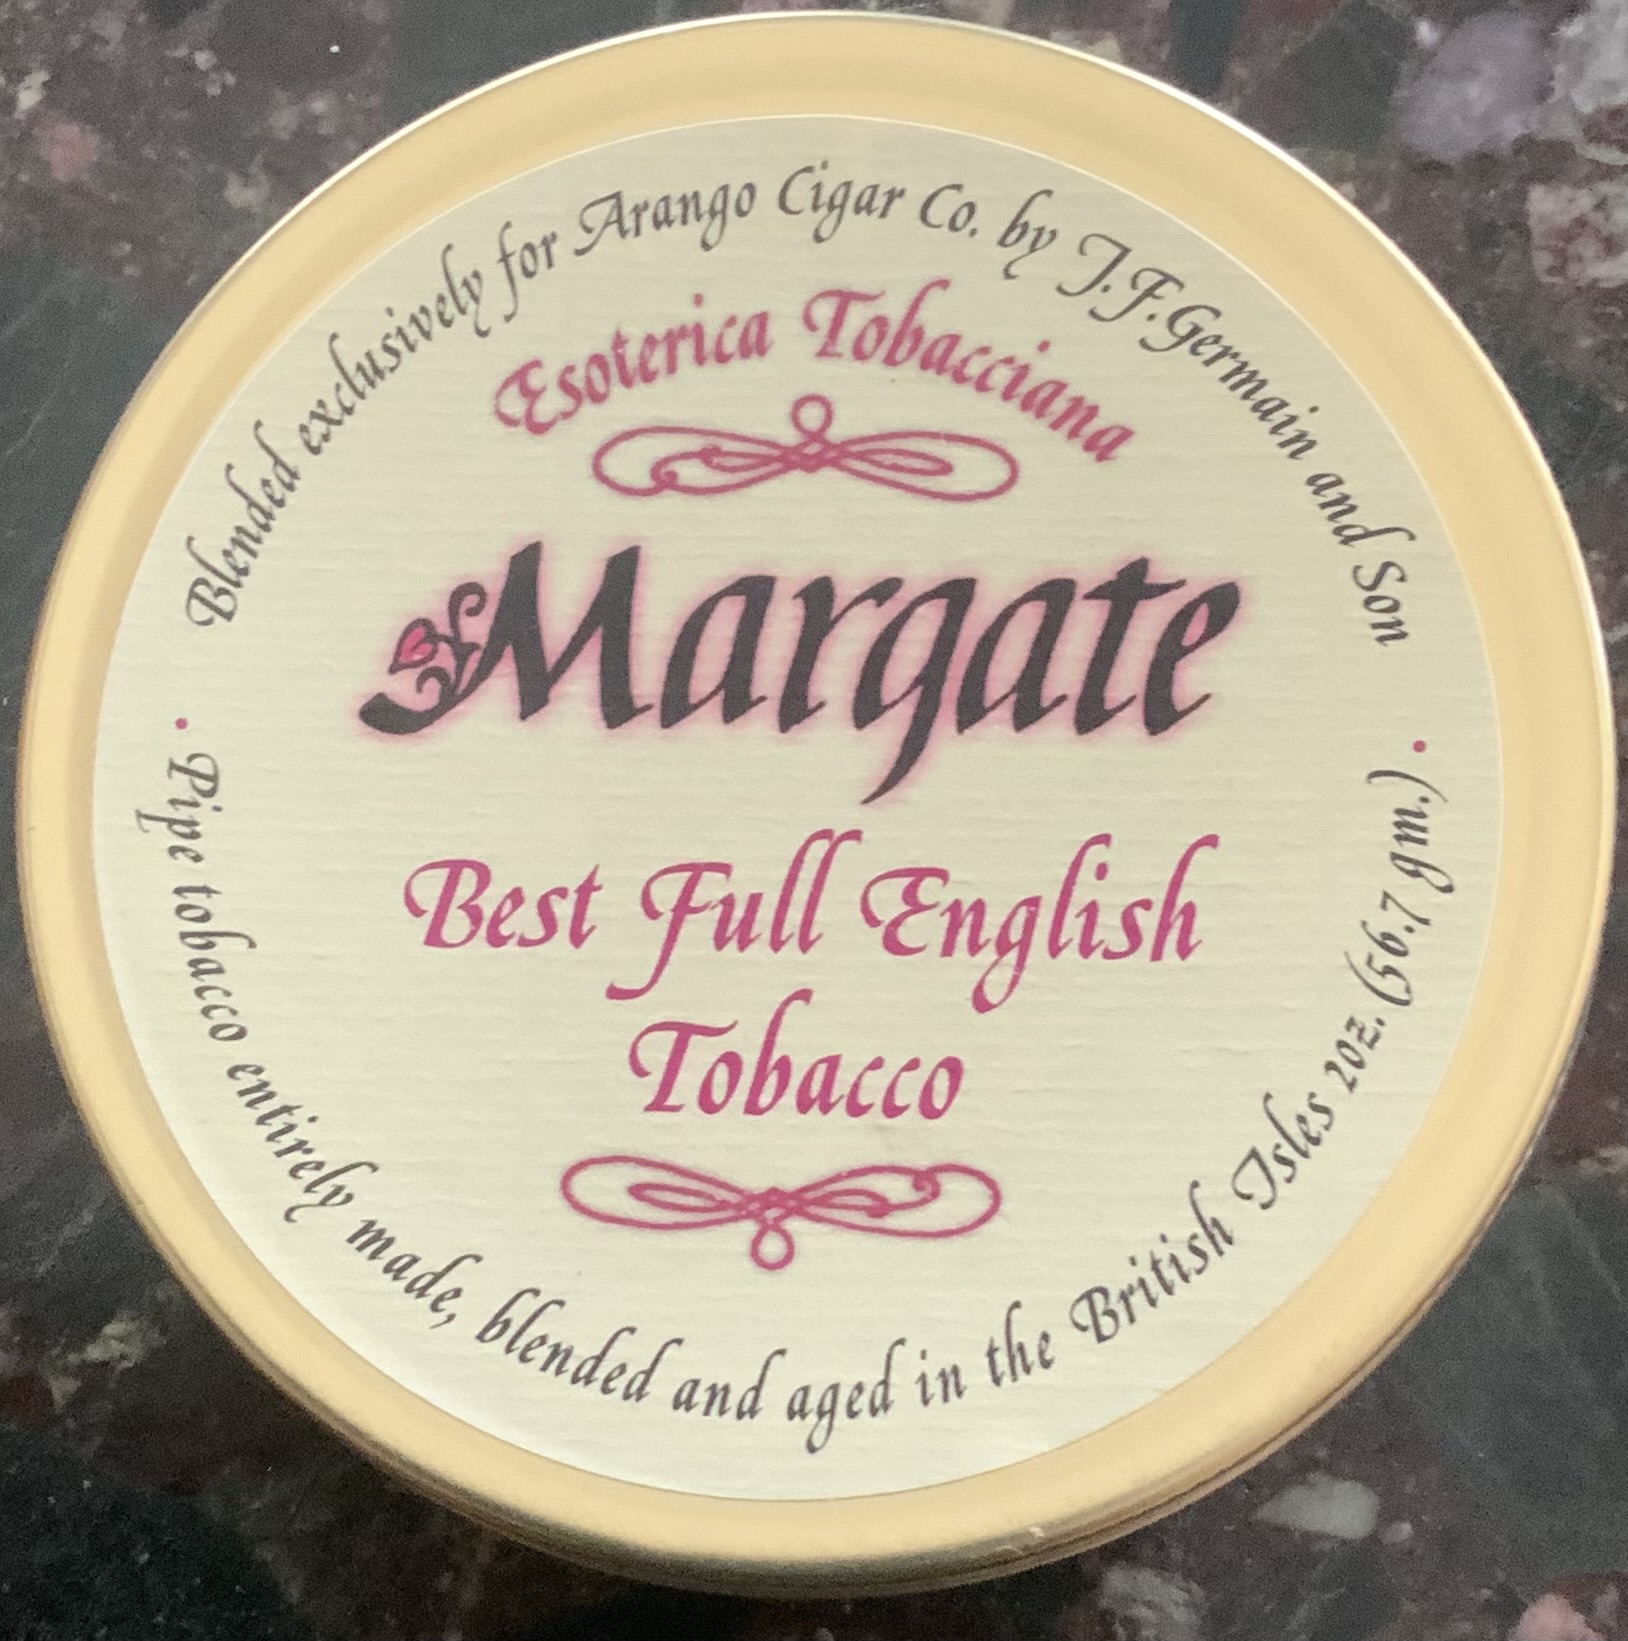 Blended exclusively for Arango Cigar Co. by J.F.Germain and Son
Esoterica Tobacciana
Margate
Best Full English
Tobacco
• Pipe tobacco entirely made, blended and aged in the British Isles 2oz. (56.7 gm.) •